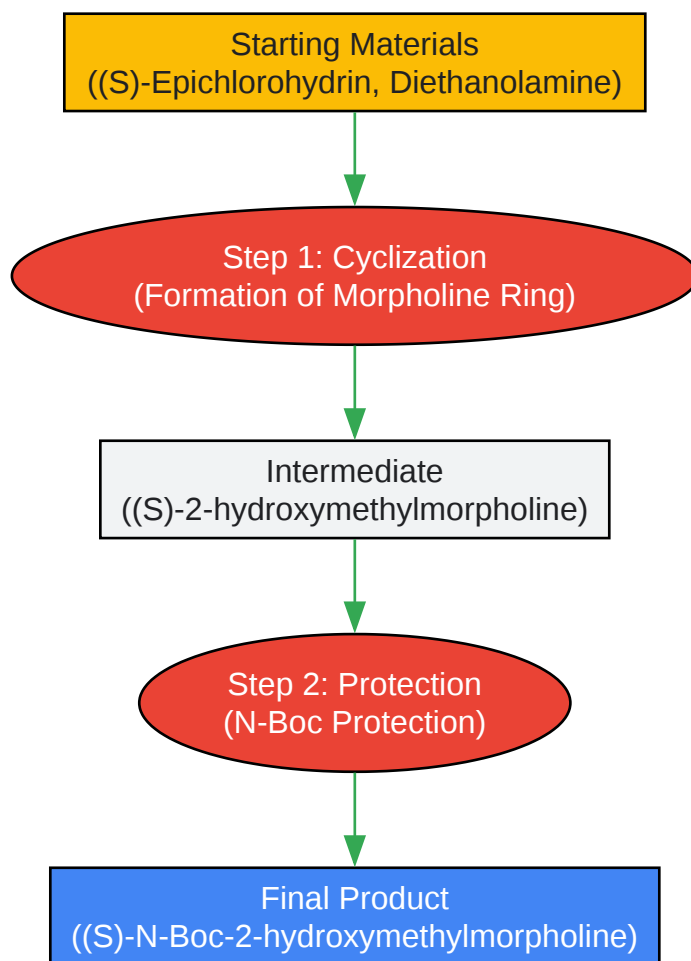 Starting Materials
((S)-Epichlorohydrin, Diethanolamine)
Step 1: Cyclization
(Formation of Morpholine Ring)
Intermediate
((S)-2-hydroxymethylmorpholine)
Step 2: Protection
(N-Boc Protection)
Final Product
((S)-N-Boc-2-hydroxymethylmorpholine)